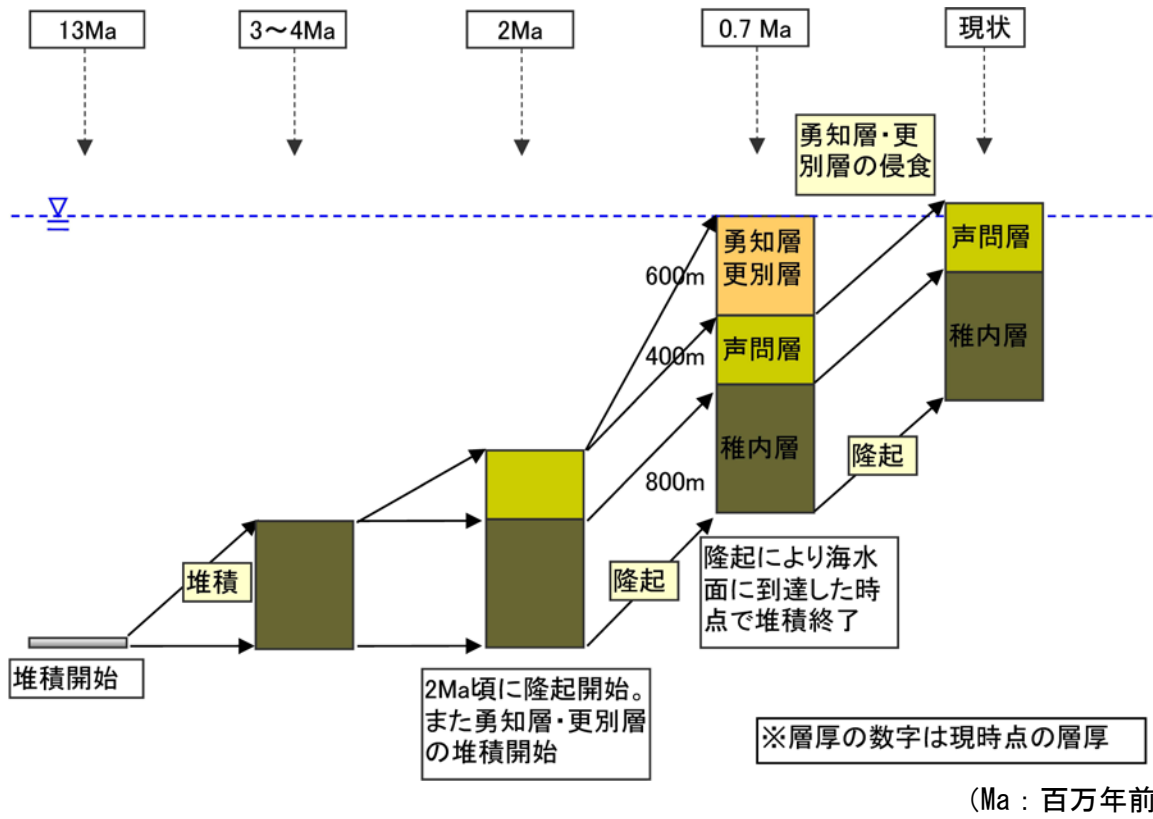 13Ma
3～4Ma
2Ma
0.7 Ma
現状
勇知層・更
別層の侵食
勇知層
更別層
600m
声問層
400m
稚内層
800m
声問層
稚内層
隆起
堆積
隆起
隆起により海水
面に到達した時
点で堆積終了
堆積開始
2Ma頃に隆起開始。
また勇知層・更別層
の堆積開始
※層厚の数字は現時点の層厚
(Ma：百万年前